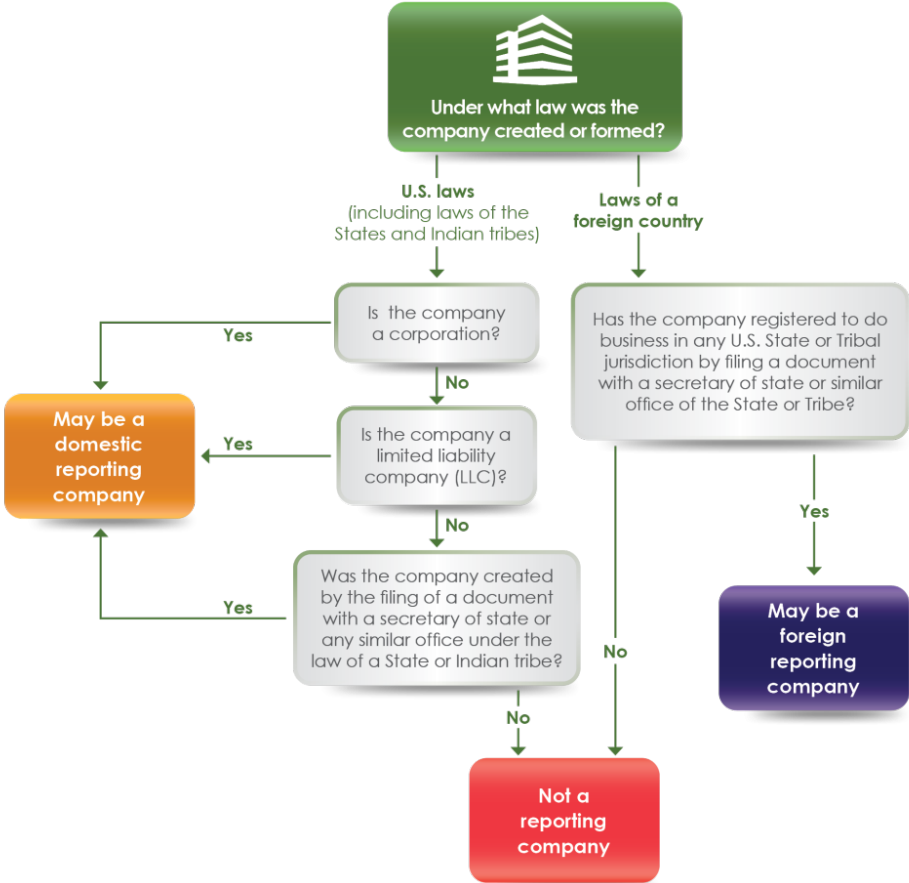 Under what law was the
company created or formed?
U.S. laws
(including laws of the
States and Indian tribes)
Laws of a
foreign country
Is the company
a corporation?
Yes
No
Has the company registered to do
business in any U.S. State or Tribal
jurisdiction by filing a document
with a secretary of state or similar
office of the State or Tribe?
May be a
domestic
reporting
company
Yes
Is the company a
limited liability
company (LLC)?
No
Yes
Was the company created
by the filing of a document
with a secretary of state or
any similar office under the
law of a State or Indian tribe?
Yes
No
No
May be a
foreign
reporting
company
Not a
reporting
company